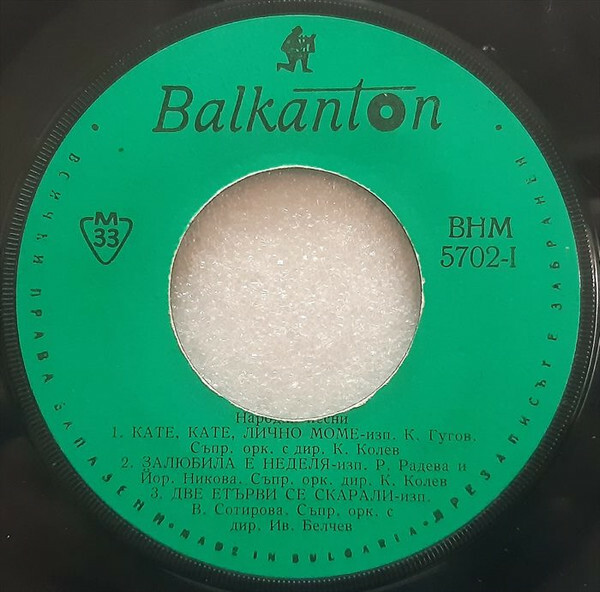 Balkanton
M
33
ВНМ
5702-I
Народни песни
1. КАТЕ, КАТЕ, ЛИЧНО МОМЕ-изп. К. Гугов.
Съпр. орк. с дир. К. Колев
2. ЗАЛЮБИЛА Е НЕДЕЛЯ-изп. Р. Радева и
Йор. Никова. Съпр. орк. дир. К. Колев
3. ДВЕ ЕТЪРВИ СЕ СКАРАЛИ-изп.
В. Сотирова, Съпр. орк. с
дир. Ив. Белчев
• ВСИЧКИ ПРАВА ЗАПАЗЕНИ • MADE IN BULGARIA • ПРЕЗАПИСЪТ Е ЗАБРАНЕН •